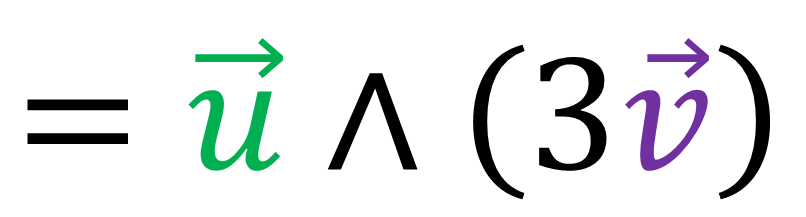 = u⃗ ∧ (3v⃗)